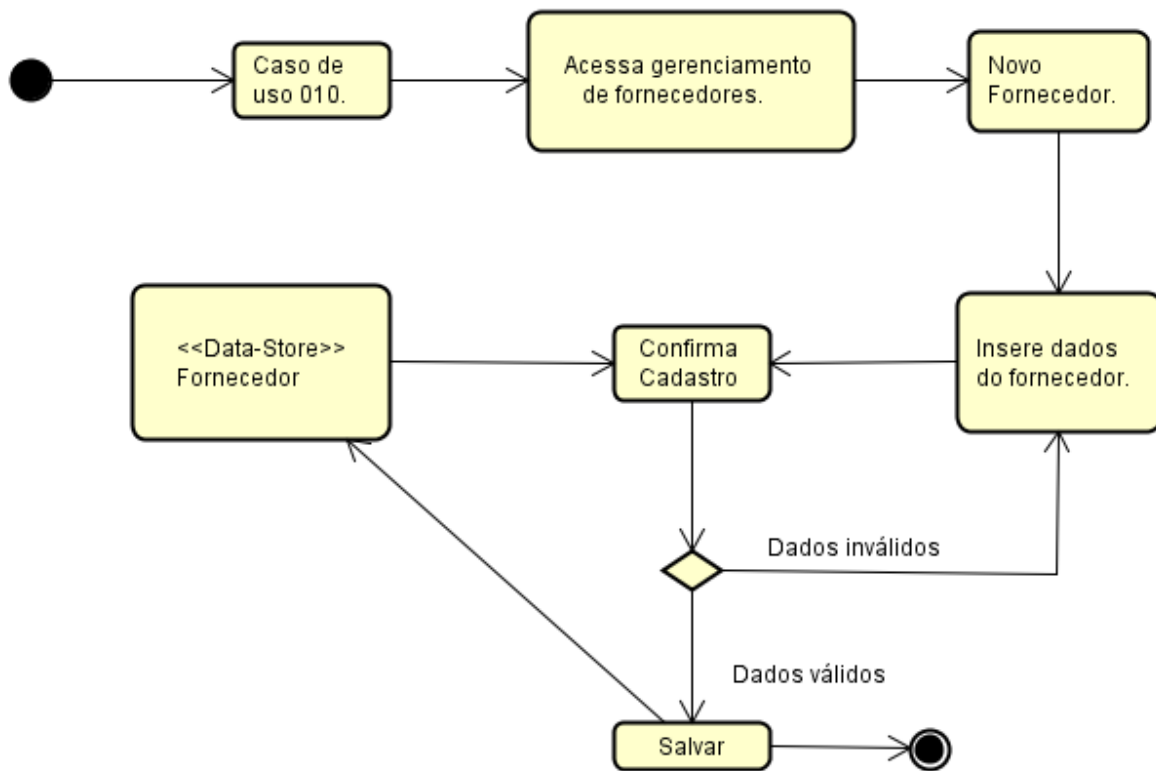 Caso de
uso 010.
Acessa gerenciamento
de fornecedores.
Novo
Fornecedor.
<<Data-Store>>
Fornecedor
Confirma
Cadastro
Insere dados
do fornecedor.
Dados inválidos
Dados válidos
Salvar